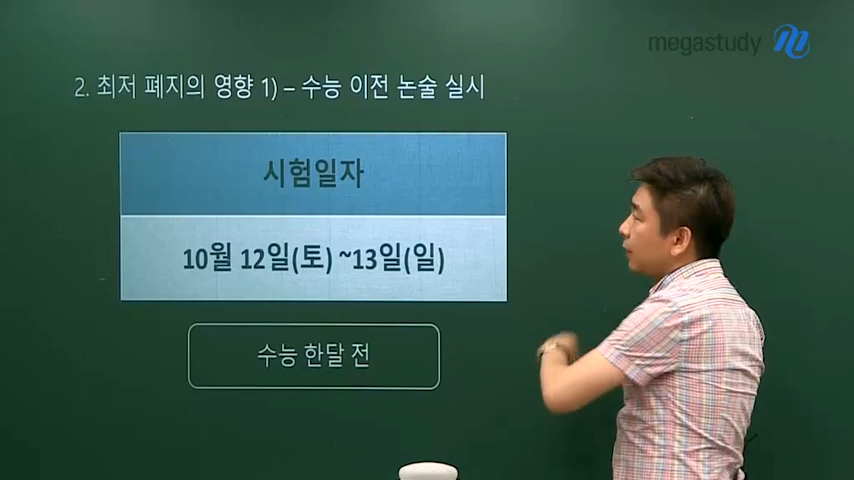 megastudy
2. 최저 폐지의 영향 1) – 수능 이전 논술 실시
시험일자
10월 12일(토) ~13일(일)
수능 한달 전